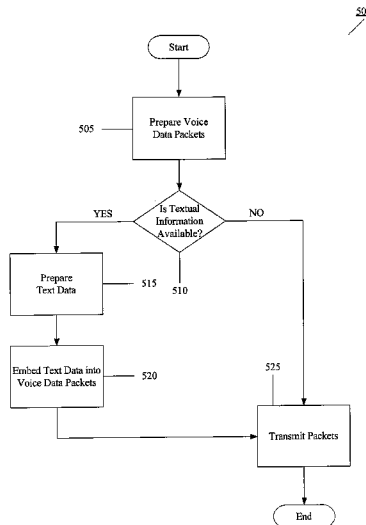 50
Start
505
Prepare Voice
Data Packets
Is Textual
Information
Available?
YES
NO
510
Prepare
Text Data
515
Embed Text Data into
Voice Data Packets
520
525
Transmit Packets
End